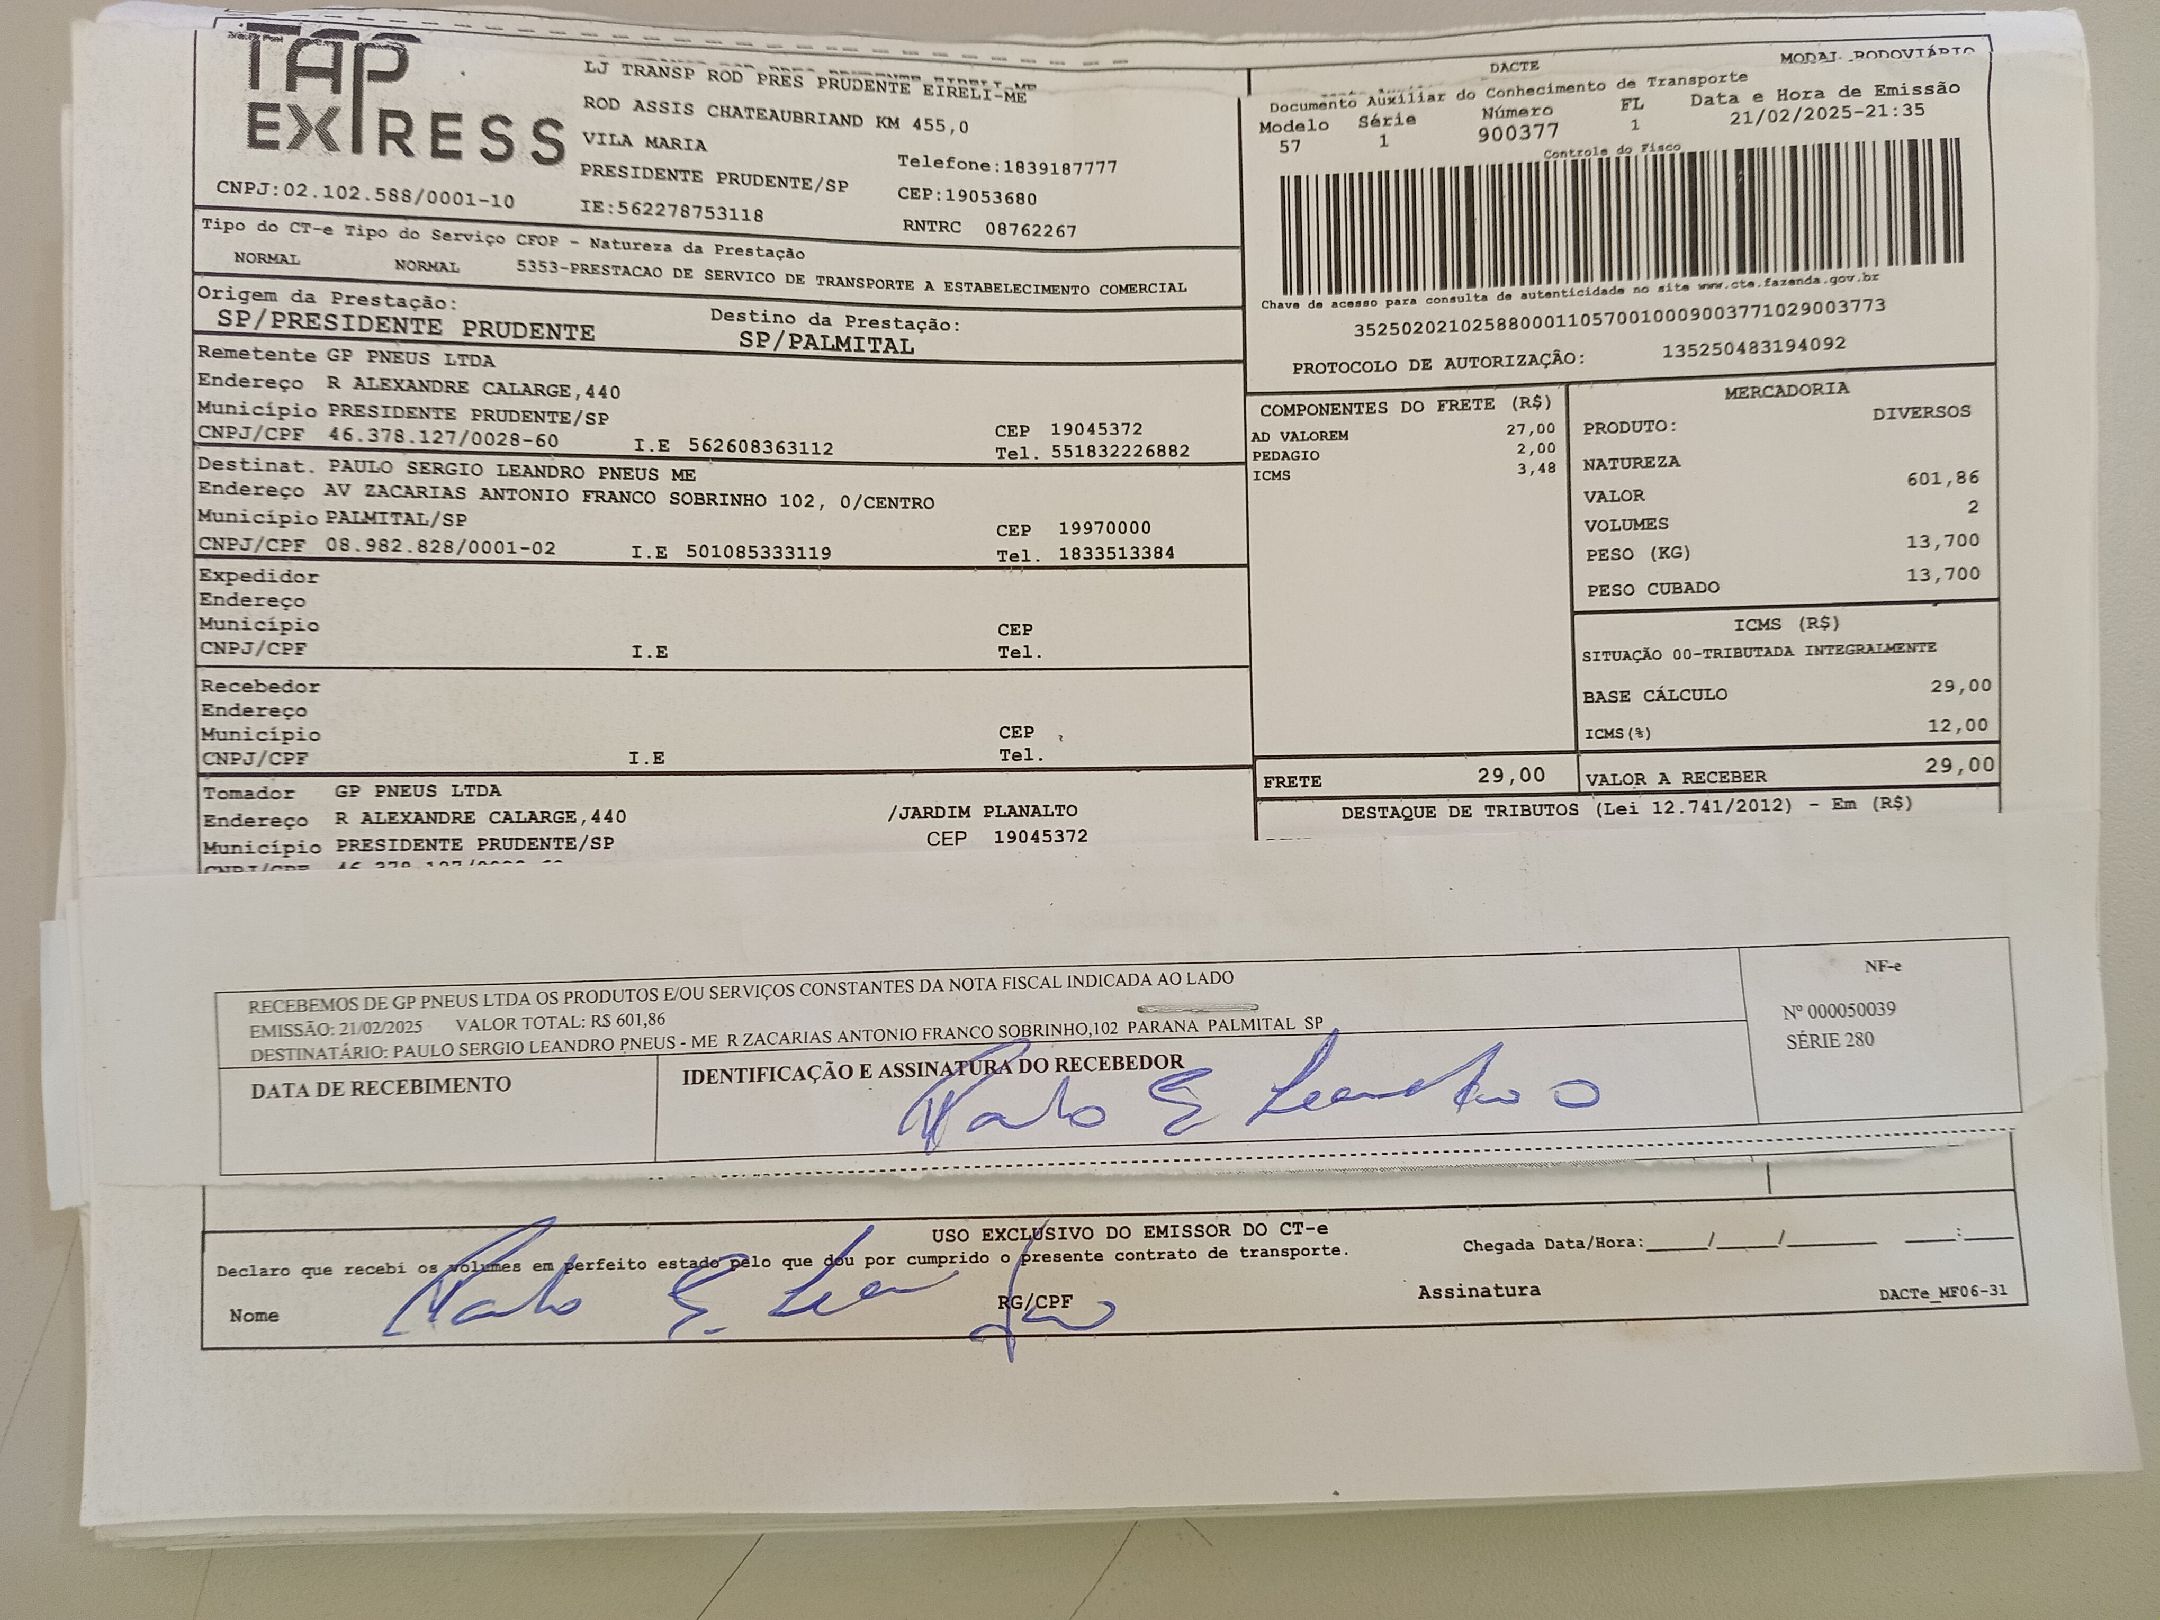 TAP
EXPRESS
CNPJ:02.102.588/0001-10
LJ TRANSP ROD PRES PRUDENTE EIRELI-ME
ROD ASSIS CHATEAUBRIAND KM 455,0
VILA MARIA
PRESIDENTE PRUDENTE/SP
IE:562278753118
Telefone:1839187777
CEP:19053680
RNTRC 08762267
DACTE
MODAL RODOVIÁRIO
Documento Auxiliar do Conhecimento de Transporte
Modelo Série Número FL Data e Hora de Emissão
57 1 900377 1 21/02/2025-21:35
Controle do Fisco
Chave de acesso para consulta de autenticidade no site www.cte.fazenda.gov.br
35250202102588000110570010009003771029003773
PROTOCOLO DE AUTORIZAÇÃO: 135250483194092
Tipo do CT-e Tipo do Serviço CFOP - Natureza da Prestação
NORMAL NORMAL 5353-PRESTACAO DE SERVICO DE TRANSPORTE A ESTABELECIMENTO COMERCIAL
Origem da Prestação: Destino da Prestação:
SP/PRESIDENTE PRUDENTE SP/PALMITAL
Remetente GP PNEUS LTDA
Endereço R ALEXANDRE CALARGE,440
Município PRESIDENTE PRUDENTE/SP CEP 19045372
CNPJ/CPF 46.378.127/0028-60 I.E 562608363112 Tel. 551832226882
Destinat. PAULO SERGIO LEANDRO PNEUS ME
Endereço AV ZACARIAS ANTONIO FRANCO SOBRINHO 102, 0/CENTRO
Município PALMITAL/SP CEP 19970000
CNPJ/CPF 08.982.828/0001-02 I.E 501085333119 Tel. 1833513384
Expedidor
Endereço
Município CEP
CNPJ/CPF I.E Tel.
Recebedor
Endereço
Município CEP
CNPJ/CPF I.E Tel.
Tomador GP PNEUS LTDA
Endereço R ALEXANDRE CALARGE,440 /JARDIM PLANALTO
Município PRESIDENTE PRUDENTE/SP CEP 19045372
COMPONENTES DO FRETE (R$)
AD VALOREM 27,00
PEDAGIO 2,00
ICMS 3,48
MERCADORIA
PRODUTO: DIVERSOS
NATUREZA
VALOR 601,86
VOLUMES 2
PESO (KG) 13,700
PESO CUBADO 13,700
ICMS (R$)
SITUAÇÃO 00-TRIBUTADA INTEGRALMENTE
BASE CÁLCULO 29,00
ICMS(%) 12,00
FRETE 29,00 VALOR A RECEBER 29,00
DESTAQUE DE TRIBUTOS (Lei 12.741/2012) - Em (R$)
RECEBEMOS DE GP PNEUS LTDA OS PRODUTOS E/OU SERVIÇOS CONSTANTES DA NOTA FISCAL INDICADA AO LADO
EMISSÃO: 21/02/2025 VALOR TOTAL: R$ 601,86
DESTINATÁRIO: PAULO SERGIO LEANDRO PNEUS - ME R ZACARIAS ANTONIO FRANCO SOBRINHO,102 PARANA PALMITAL SP
DATA DE RECEBIMENTO
IDENTIFICAÇÃO E ASSINATURA DO RECEBEDOR
Paulo S Leandro
NF-e
Nº 000050039
SÉRIE 280
USO EXCLUSIVO DO EMISSOR DO CT-e
Declaro que recebi os volumes em perfeito estado pelo que dou por cumprido o presente contrato de transporte.
Chegada Data/Hora:_____/_____/_______ ____:____
Nome Paulo S Leandro RG/CPF Assinatura
DACTe_MF06-31